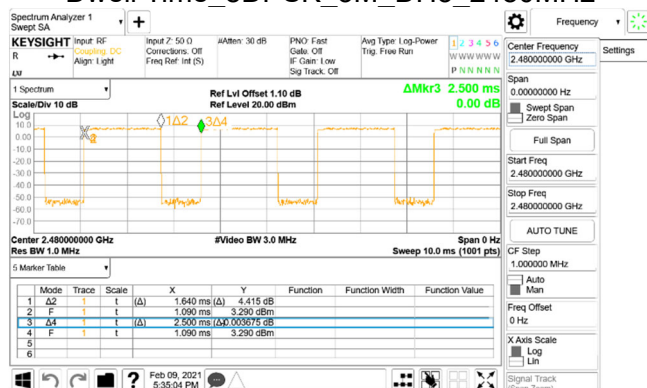 Spectrum Analyzer 1
Swept SA
+
Frequency
KEYSIGHT
Input: RF
Coupling: DC
Align: Light
R
LXI
Input Z: 50 Ω
Corrections: Off
Freq Ref: Int (S)
#Atten: 30 dB
PNO: Fast
Gate: Off
IF Gain: Low
Sig Track: Off
Avg Type: Log-Power
Trig: Free Run
1 2 3 4 5 6
W W W W W W
P N N N N N
Center Frequency
2.480000000 GHz
Settings
Span
0.00000000 Hz
Swept Span
Zero Span
Full Span
Start Freq
2.480000000 GHz
Stop Freq
2.480000000 GHz
AUTO TUNE
CF Step
1.000000 MHz
Auto
Man
Freq Offset
0 Hz
X Axis Scale
Log
Lin
Signal Track
1 Spectrum
Scale/Div 10 dB
Ref Lvl Offset 1.10 dB
Ref Level 20.00 dBm
ΔMkr3 2.500 ms
0.00 dB
Log
10.0
0.00
-10.0
-20.0
-30.0
-40.0
-50.0
-60.0
-70.0
1Δ2
3Δ4
Center 2.480000000 GHz
Res BW 1.0 MHz
#Video BW 3.0 MHz
Span 0 Hz
Sweep 10.0 ms (1001 pts)
5 Marker Table
Mode Trace Scale X Y Function Function Width Function Value
1 Δ2 1 t (Δ) 1.640 ms (Δ) 4.415 dB
2 F 1 t 1.090 ms 3.290 dBm
3 Δ4 1 t (Δ) 2.500 ms (Δ) 0.003675 dB
4 F 1 t 1.090 ms 3.290 dBm
5
6
?
Feb 09, 2021
5:35:04 PM